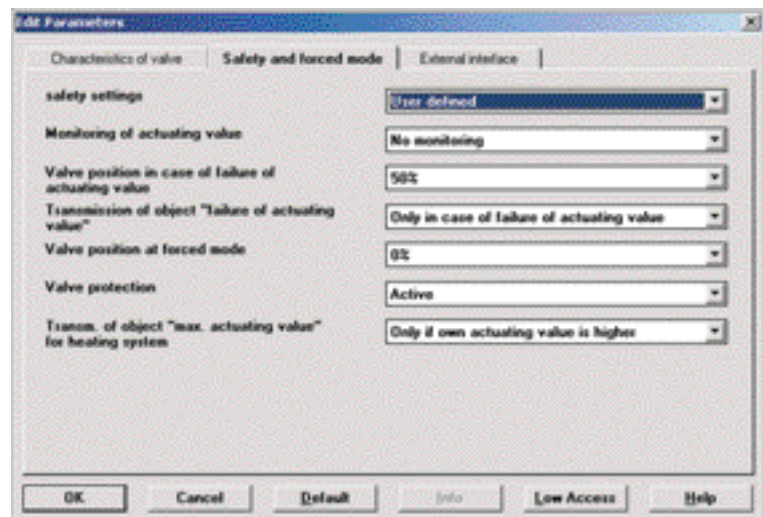 Edit Parameters
Characteristics of valve
Safety and forced mode
External interface
safety settings
User defined
Monitoring of actuating value
No monitoring
Valve position in case of failure of
actuating value
50%
Transmission of object "failure of actuating
value"
Only in case of failure of actuating value
Valve position at forced mode
0%
Valve protection
Active
Transm. of object "max. actuating value"
for heating system
Only if own actuating value is higher
OK
Cancel
Default
Info
Low Access
Help